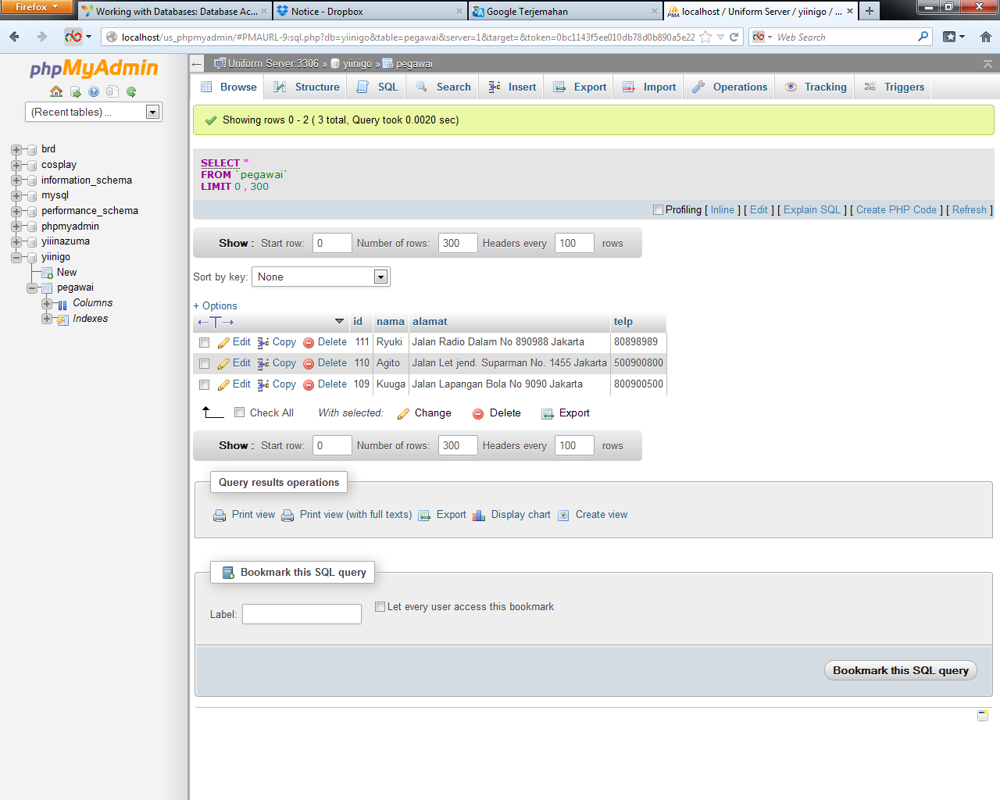 Firefox
Working with Databases: Database Ac...
Notice - Dropbox
Google Terjemahan
localhost / Uniform Server / yiinigo / ...
localhost/us_phpmyadmin/#PMAURL-9:sql.php?db=yiinigo&table=pegawai&server=1&target=&token=0bc1143f5ee010db78d0b890a5e22
Web Search
phpMyAdmin
(Recent tables) ...
brd
cosplay
information_schema
mysql
performance_schema
phpmyadmin
yiiinazuma
yiinigo
New
pegawai
Columns
Indexes
Uniform Server:3306 » yiinigo » pegawai
Browse Structure SQL Search Insert Export Import Operations Tracking Triggers
Showing rows 0 - 2 ( 3 total, Query took 0.0020 sec)
SELECT *
FROM `pegawai`
LIMIT 0 , 300
Profiling [ Inline ] [ Edit ] [ Explain SQL ] [ Create PHP Code ] [ Refresh ]
Show : Start row: 0 Number of rows: 300 Headers every 100 rows
Sort by key: None
+ Options
←T→ id nama alamat telp
Edit Copy Delete 111 Ryuki Jalan Radio Dalam No 890988 Jakarta 80898989
Edit Copy Delete 110 Agito Jalan Let jend. Suparman No. 1455 Jakarta 500900800
Edit Copy Delete 109 Kuuga Jalan Lapangan Bola No 9090 Jakarta 800900500
Check All With selected: Change Delete Export
Show : Start row: 0 Number of rows: 300 Headers every 100 rows
Query results operations
Print view Print view (with full texts) Export Display chart Create view
Bookmark this SQL query
Label: Let every user access this bookmark
Bookmark this SQL query